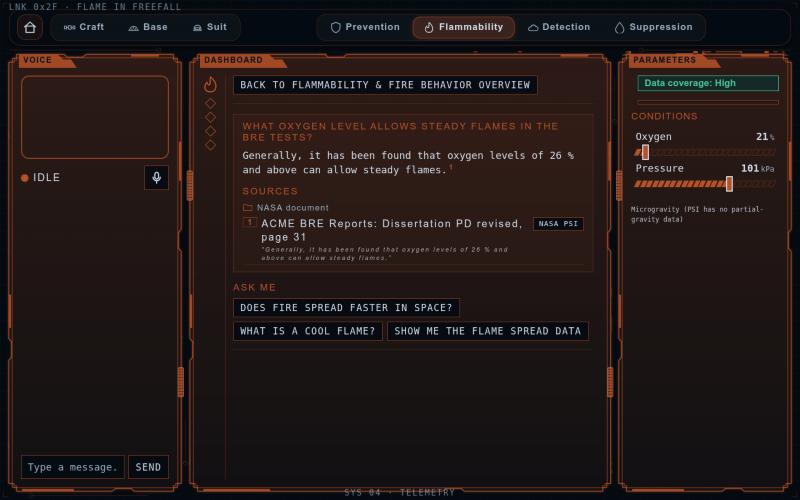 LNK 0x2F · FLAME IN FREEFALL
Craft
Base
Suit
Prevention
Flammability
Detection
Suppression
VOICE
IDLE
Type a message.
SEND
DASHBOARD
BACK TO FLAMMABILITY & FIRE BEHAVIOR OVERVIEW
WHAT OXYGEN LEVEL ALLOWS STEADY FLAMES IN THE
BRE TESTS?
Generally, it has been found that oxygen levels of 26 %
and above can allow steady flames.1
SOURCES
NASA document
1 ACME BRE Reports: Dissertation PD revised,
page 31
NASA PSI
"Generally, it has been found that oxygen levels of 26 % and
above can allow steady flames."
ASK ME
DOES FIRE SPREAD FASTER IN SPACE?
WHAT IS A COOL FLAME?
SHOW ME THE FLAME SPREAD DATA
PARAMETERS
Data coverage: High
CONDITIONS
Oxygen 21%
Pressure 101 kPa
Microgravity (PSI has no partial-
gravity data)
SYS 04 · TELEMETRY